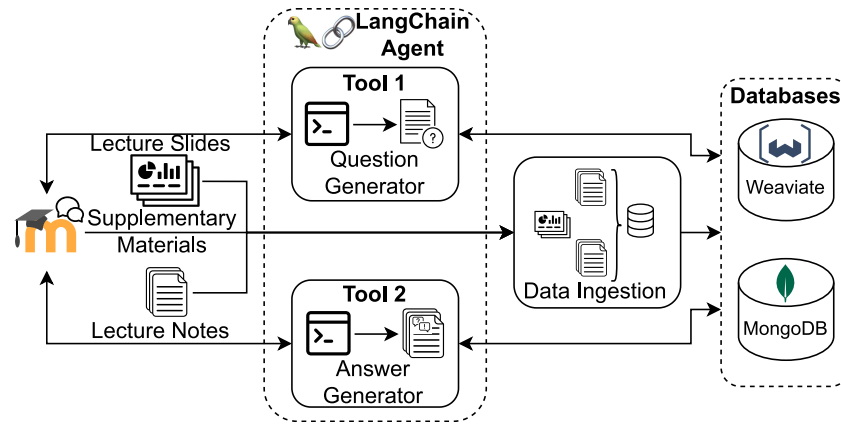 LangChain
Agent
Tool 1
Question
Generator
Lecture Slides
Supplementary
Materials
Lecture Notes
m
Tool 2
Answer
Generator
Data Ingestion
Databases
Weaviate
MongoDB